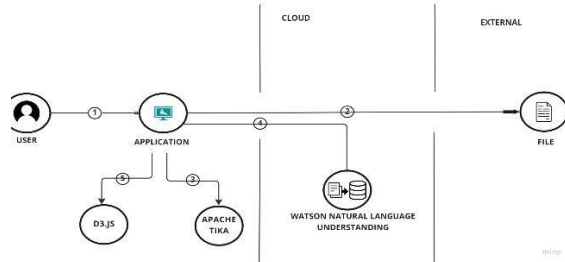 CLOUD
EXTERNAL
1
2
4
USER
APPLICATION
FILE
5
3
D3.JS
APACHE
TIKA
WATSON NATURAL LANGUAGE
UNDERSTANDING
miro